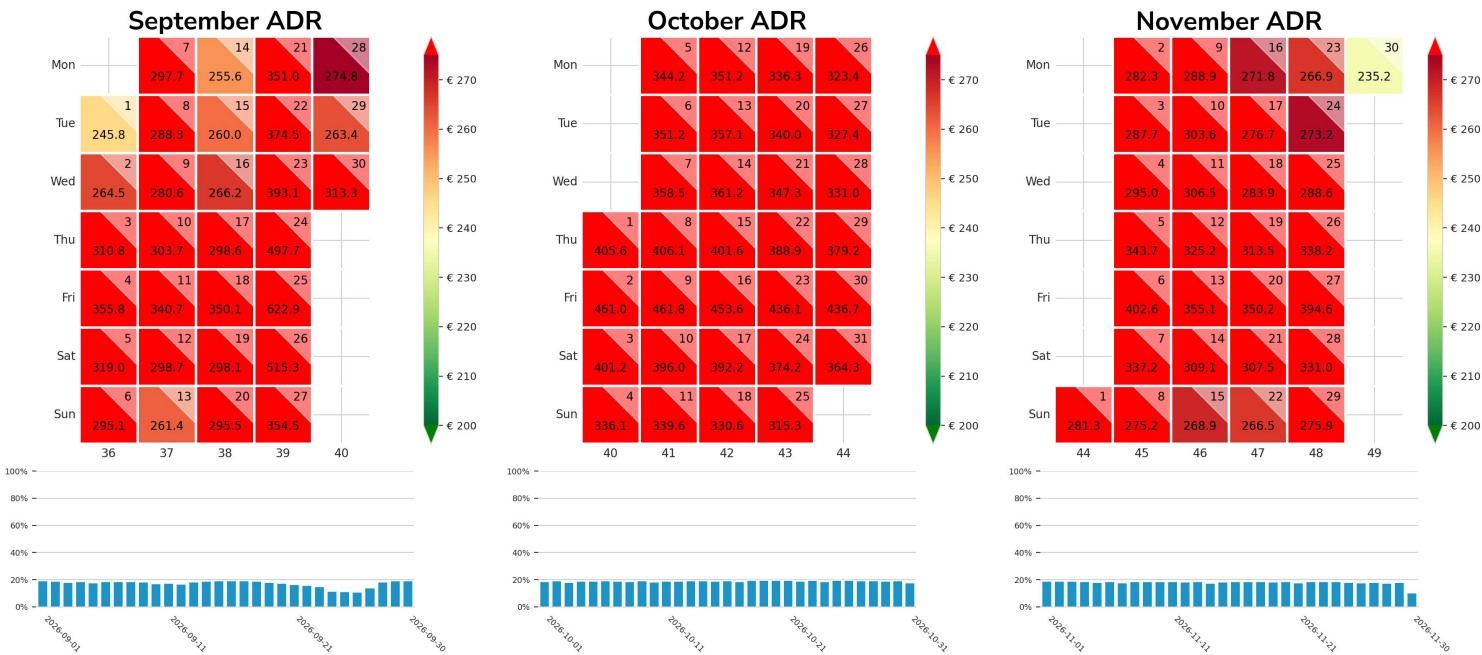 September ADR
October ADR
November ADR
Mon 7 297.7 14 255.6 21 351.0 28 274.8
Tue 1 245.8 8 288.3 15 260.0 22 374.5 29 263.4
Wed 2 264.5 9 280.6 16 266.2 23 393.1 30 313.3
Thu 3 310.8 10 303.7 17 298.6 24 497.7
Fri 4 355.8 11 340.7 18 350.1 25 622.9
Sat 5 319.0 12 298.7 19 298.1 26 515.3
Sun 6 295.1 13 261.4 20 295.5 27 354.5
36 37 38 39 40
€ 270
€ 260
€ 250
€ 240
€ 230
€ 220
€ 210
€ 200
Mon 5 344.2 12 351.2 19 336.3 26 323.4
Tue 6 351.2 13 357.1 20 340.0 27 327.4
Wed 7 358.5 14 361.2 21 347.3 28 331.0
Thu 1 405.6 8 406.1 15 401.6 22 388.9 29 379.2
Fri 2 461.0 9 461.8 16 453.6 23 436.1 30 436.7
Sat 3 401.2 10 396.0 17 392.2 24 374.2 31 364.3
Sun 4 336.1 11 339.6 18 330.6 25 315.3
40 41 42 43 44
€ 270
€ 260
€ 250
€ 240
€ 230
€ 220
€ 210
€ 200
Mon 2 282.3 9 288.9 16 271.8 23 266.9 30 235.2
Tue 3 287.7 10 303.6 17 276.7 24 273.2
Wed 4 295.0 11 306.5 18 283.9 25 288.6
Thu 5 343.7 12 325.2 19 313.5 26 338.2
Fri 6 402.6 13 355.1 20 350.2 27 394.6
Sat 7 337.2 14 309.1 21 307.5 28 331.0
Sun 1 281.3 8 275.2 15 268.9 22 266.5 29 275.9
44 45 46 47 48 49
€ 270
€ 260
€ 250
€ 240
€ 230
€ 220
€ 210
€ 200
100%
80%
60%
40%
20%
0%
2026-09-01 2026-09-11 2026-09-21 2026-09-30
100%
80%
60%
40%
20%
0%
2026-10-01 2026-10-11 2026-10-21 2026-10-31
100%
80%
60%
40%
20%
0%
2026-11-01 2026-11-11 2026-11-21 2026-11-30